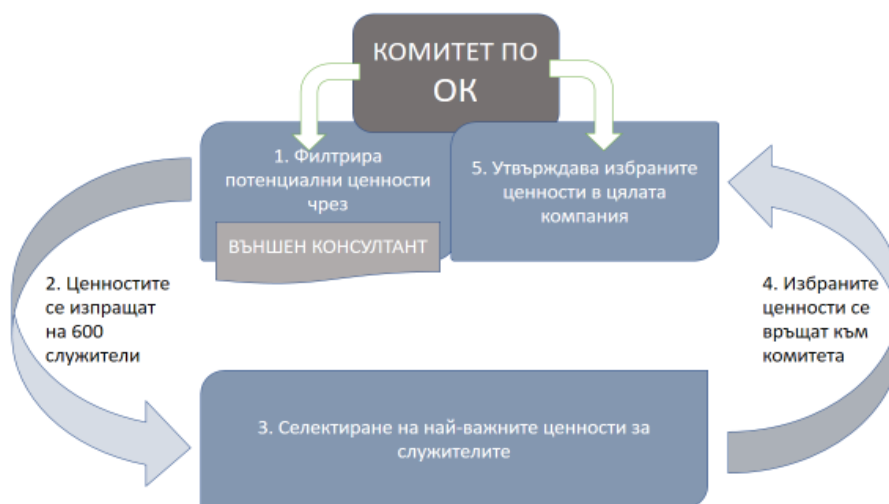 КОМИТЕТ ПО
ОК
1. Филтрира
потенциални ценности
чрез
ВЪНШЕН КОНСУЛТАНТ
5. Утвърждава избраните
ценности в цялата
компания
2. Ценностите
се изпращат
на 600
служители
4. Избраните
ценности се
връщат към
комитета
3. Селектиране на най-важните ценности за
служителите